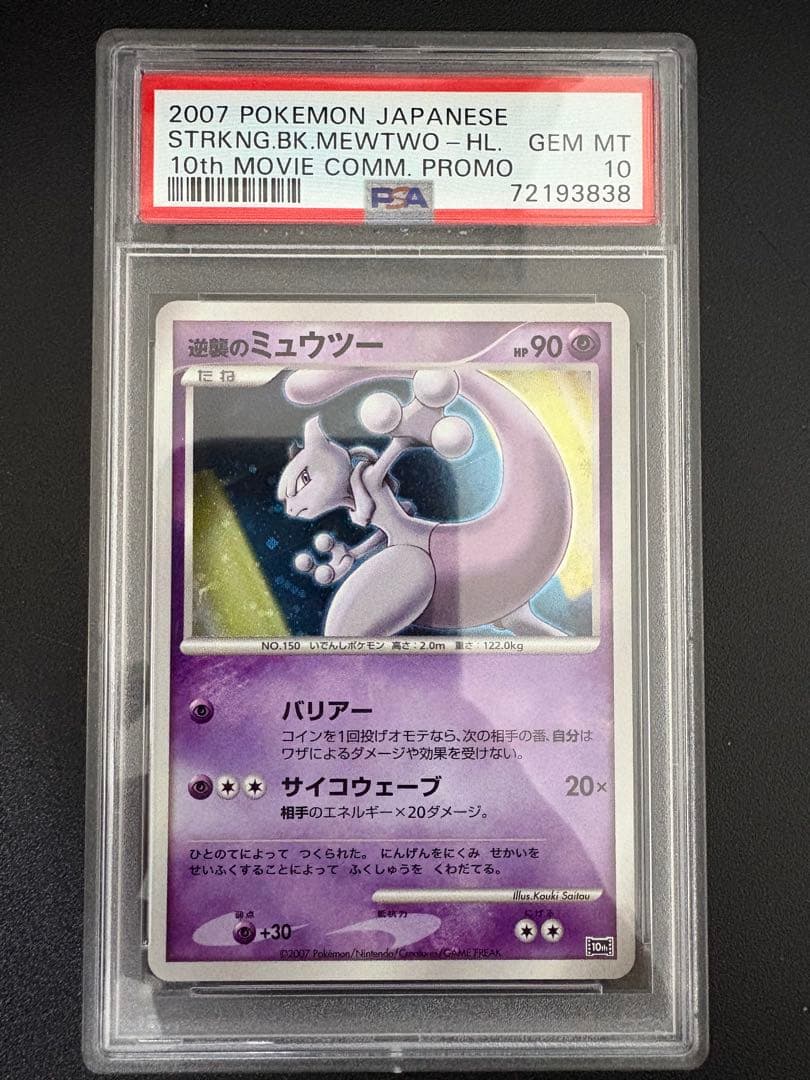 2007 POKEMON JAPANESE
STRKNG.BK.MEWTWO-HL. GEM MT
10th MOVIE COMM. PROMO 10
PSA 72193838
逆襲のミュウツー HP90
たね
NO.150 いでんしポケモン 高さ:2.0m 重さ:122.0kg
バリアー
コインを1回投げオモテなら、次の相手の番、自分は
ワザによるダメージや効果を受けない。
サイコウェーブ 20×
相手のエネルギー×20ダメージ。
ひとのてによって つくられた。 にんげんをにくみ せかいを
せいふくすることによって ふくしゅうを くわだてる。
Illus.Kouki Saitou
弱点 抵抗力 にげる
+30
©2007 Pokémon/Nintendo/Creatures/GAME FREAK
10th